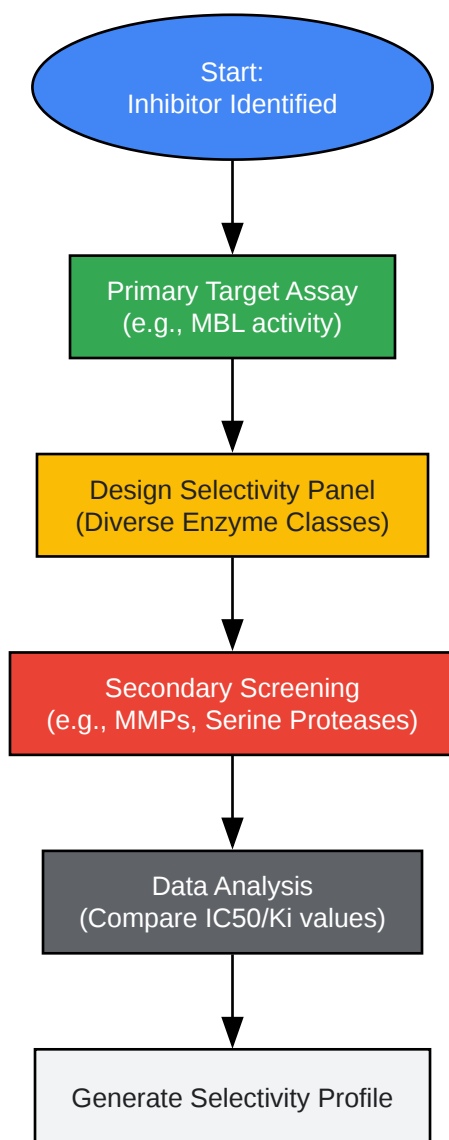 Start:
Inhibitor Identified
Primary Target Assay
(e.g., MBL activity)
Design Selectivity Panel
(Diverse Enzyme Classes)
Secondary Screening
(e.g., MMPs, Serine Proteases)
Data Analysis
(Compare IC50/Ki values)
Generate Selectivity Profile